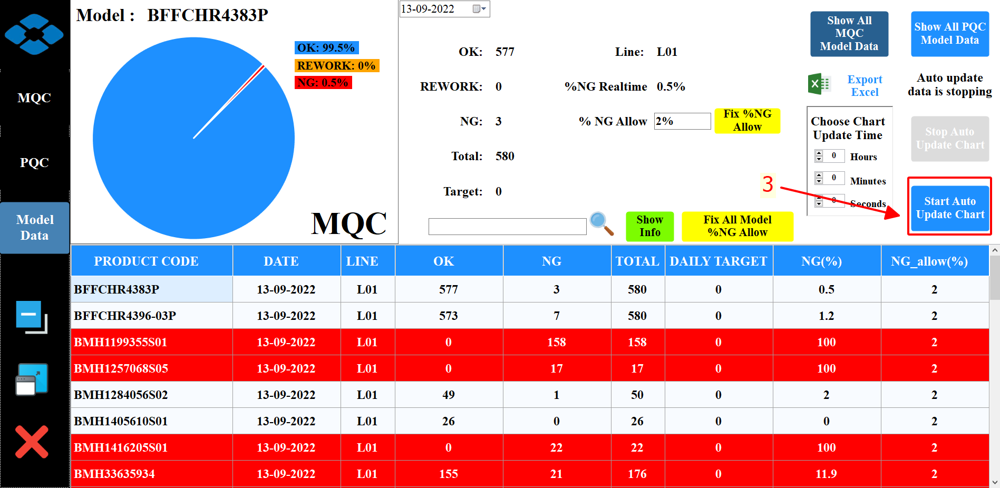 Model :   BFFCHR4383P
13-09-2022
OK: 99.5%
REWORK: 0%
NG: 0.5%
MQC
MQC
PQC
Model
Data
OK: 577
Line: L01
REWORK: 0
%NG Realtime 0.5%
NG: 3
% NG Allow 2%
Fix %NG
Allow
Total: 580
Target: 0
Show
Info
Fix All Model
%NG Allow
Show All
MQC
Model Data
Show All PQC
Model Data
Export
Excel
Auto update
data is stopping
Choose Chart
Update Time
0 Hours
0 Minutes
0 Seconds
Stop Auto
Update Chart
3
Start Auto
Update Chart
PRODUCT CODE DATE LINE OK NG TOTAL DAILY TARGET NG(%) NG_allow(%)
BFFCHR4383P 13-09-2022 L01 577 3 580 0 0.5 2
BFFCHR4396-03P 13-09-2022 L01 573 7 580 0 1.2 2
BMH1199355S01 13-09-2022 L01 0 158 158 0 100 2
BMH1257068S05 13-09-2022 L01 0 17 17 0 100 2
BMH1284056S02 13-09-2022 L01 49 1 50 0 2 2
BMH1405610S01 13-09-2022 L01 26 0 26 0 0 2
BMH1416205S01 13-09-2022 L01 0 22 22 0 100 2
BMH33635934 13-09-2022 L01 155 21 176 0 11.9 2